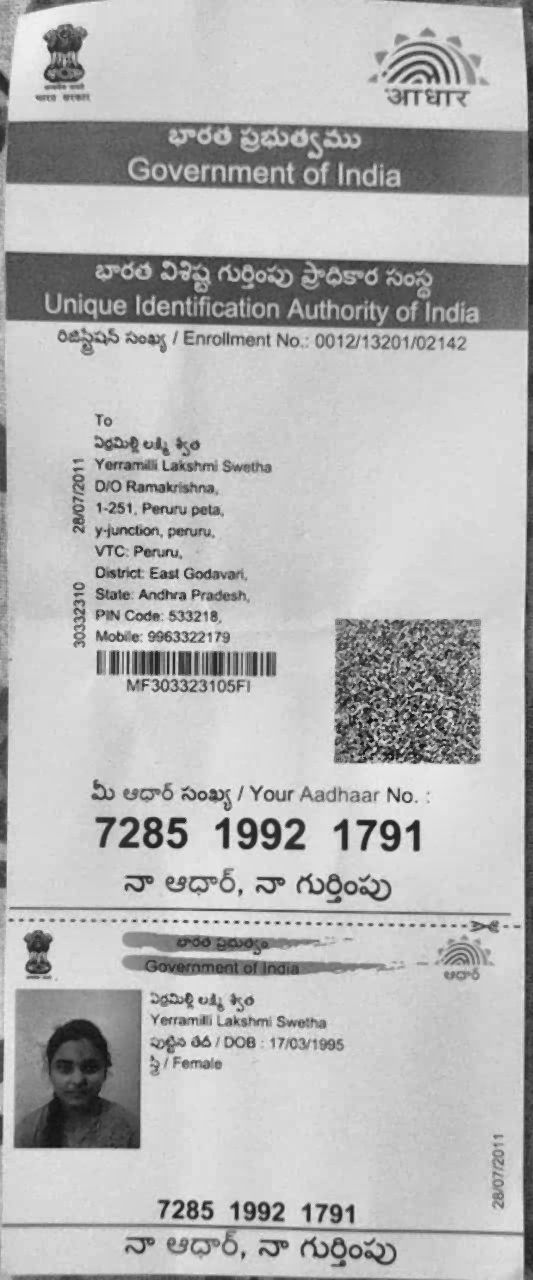 भारत सरकार
आधार
భారత ప్రభుత్వము
Government of India
భారత విశిష్ట గుర్తింపు ప్రాధికార సంస్థ
Unique Identification Authority of India
రిజిస్ట్రేషన్ సంఖ్య / Enrollment No.: 0012/13201/02142
To
ఏర్రమిల్లి లక్ష్మి శ్వేత
Yerramilli Lakshmi Swetha
D/O Ramakrishna,
1-251, Peruru peta,
y-junction, peruru,
VTC: Peruru,
District: East Godavari,
State: Andhra Pradesh,
PIN Code: 533218,
Mobile: 9963322179
28/07/2011
30332310
MF303323105FI
మీ ఆధార్ సంఖ్య / Your Aadhaar No. :
7285 1992 1791
నా ఆధార్, నా గుర్తింపు
భారత ప్రభుత్వం
Government of India
ఆధార్
ఏర్రమిల్లి లక్ష్మి శ్వేత
Yerramilli Lakshmi Swetha
పుట్టిన తేదీ / DOB : 17/03/1995
స్త్రీ / Female
28/07/2011
7285 1992 1791
నా ఆధార్, నా గుర్తింపు